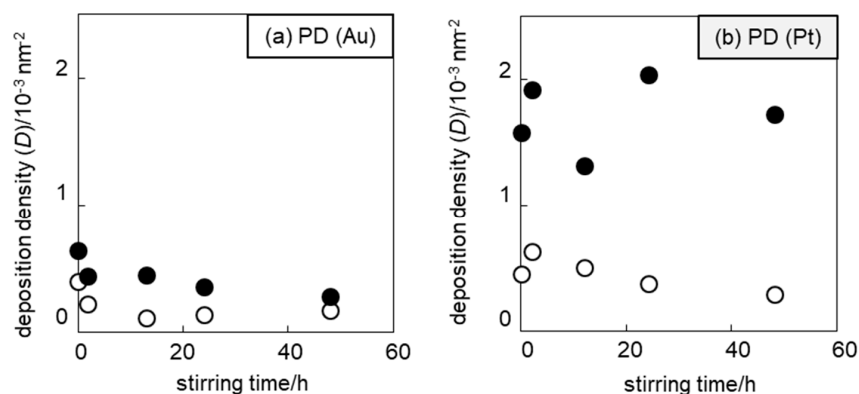 (a) PD (Au)
deposition density (D)/10⁻³ nm⁻²
2
1
0
0 20 40 60
stirring time/h
(b) PD (Pt)
deposition density (D)/10⁻³ nm⁻²
2
1
0
0 20 40 60
stirring time/h